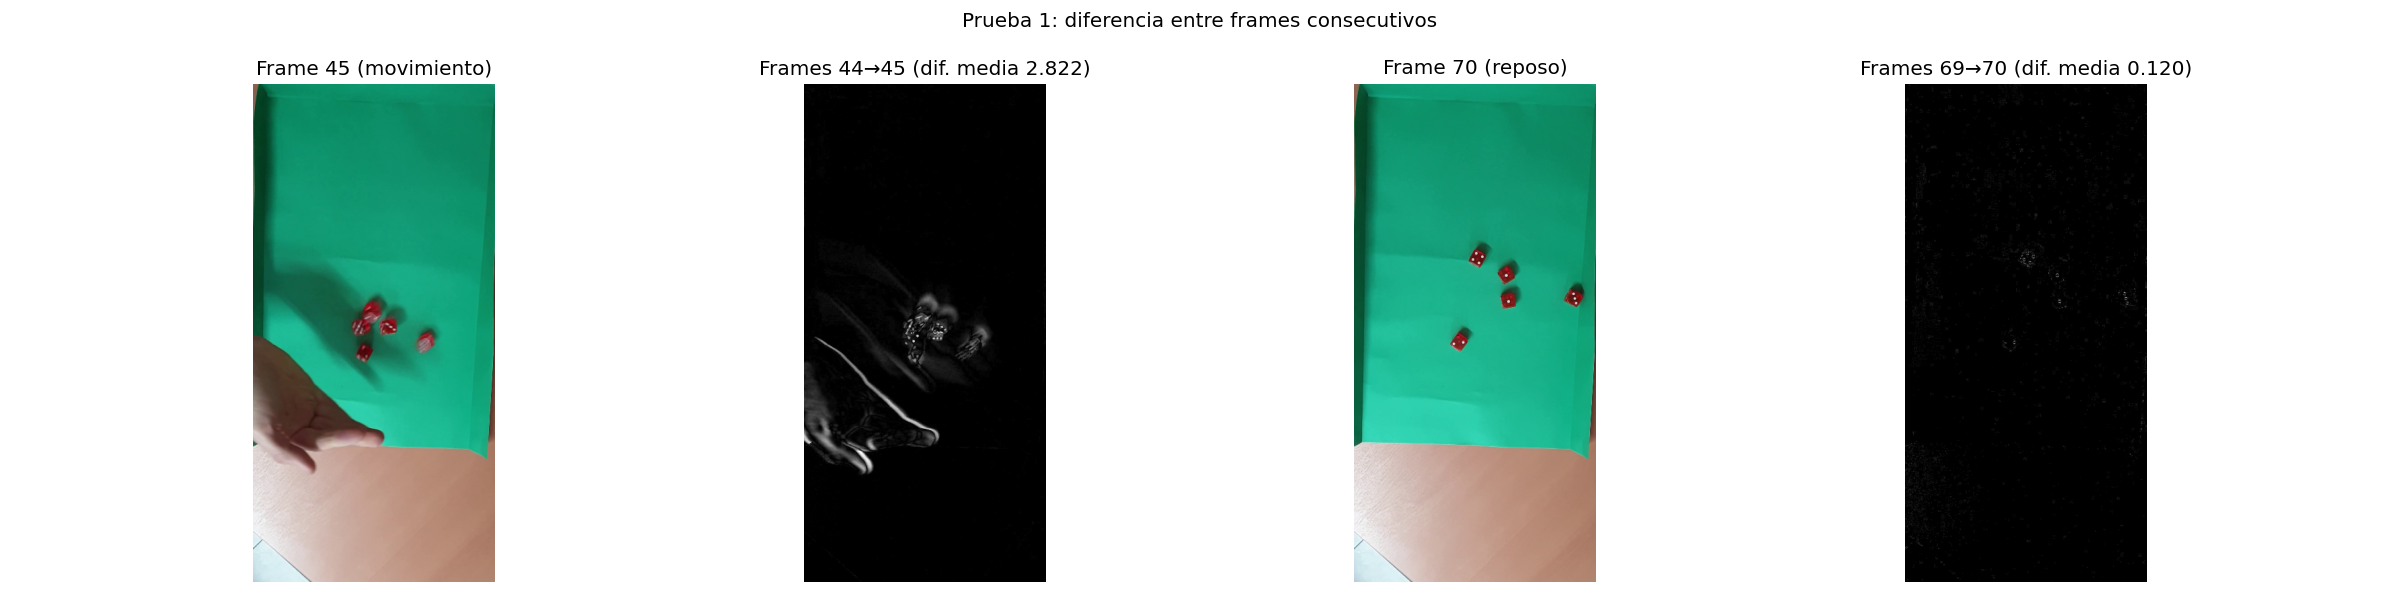 Prueba 1: diferencia entre frames consecutivos
Frame 45 (movimiento)
Frames 44→45 (dif. media 2.822)
Frame 70 (reposo)
Frames 69→70 (dif. media 0.120)